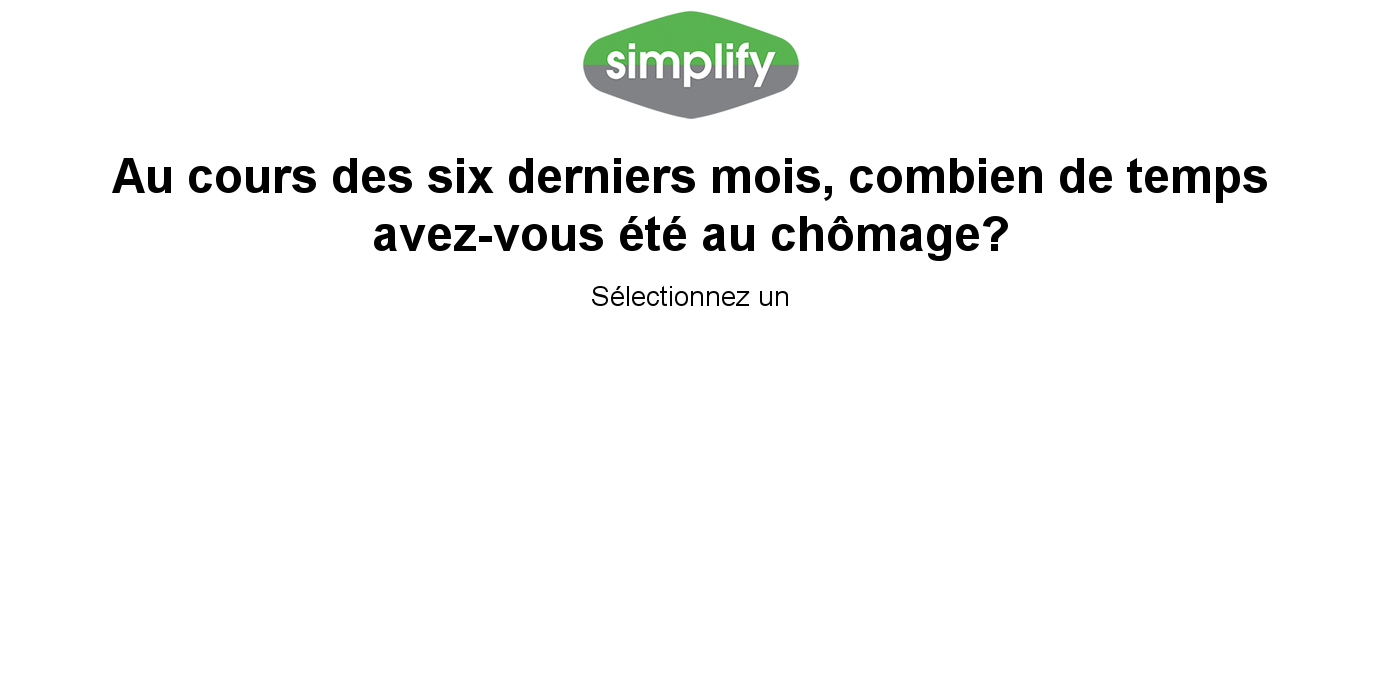 simplify
Au cours des six derniers mois, combien de temps
avez-vous été au chômage?
Sélectionnez un